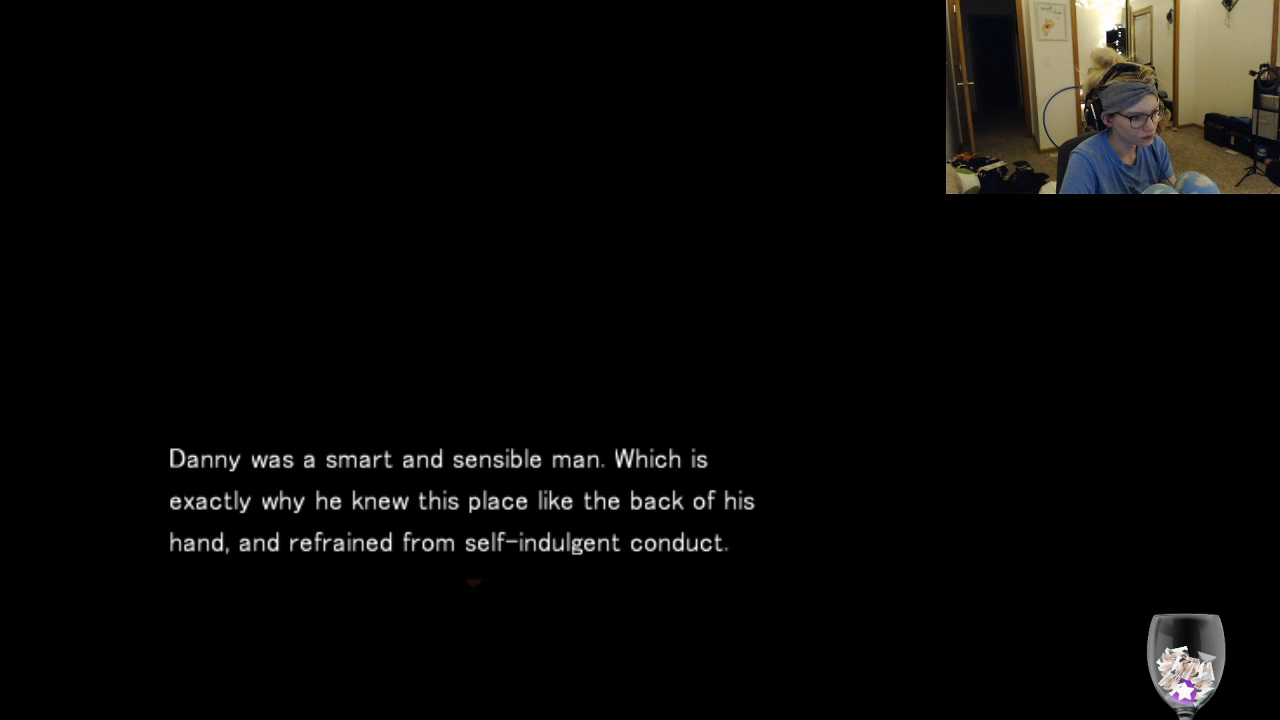 Danny was a smart and sensible man. Which is
exactly why he knew this place like the back of his
hand, and refrained from self-indulgent conduct.